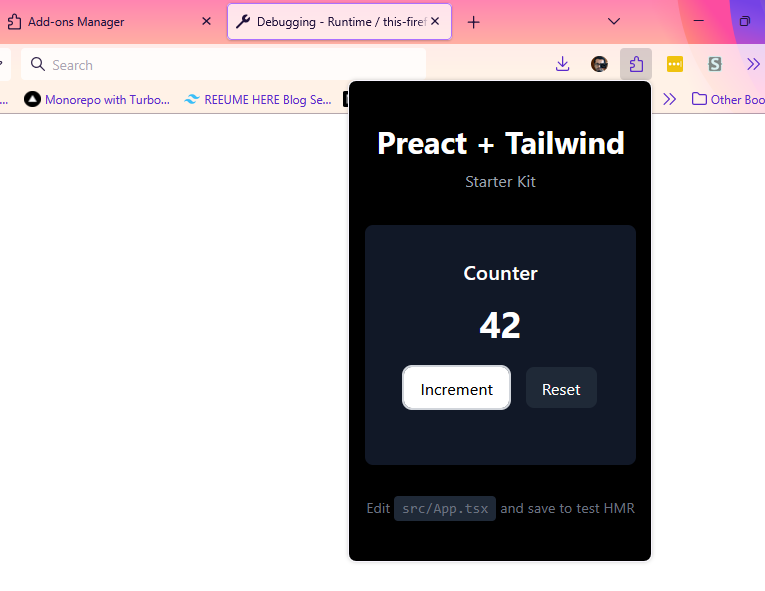 Add-ons Manager
Debugging - Runtime / this-firef
Search
Monorepo with Turbo...
REEUME HERE Blog Se...
Other Boo
Preact + Tailwind
Starter Kit
Counter
42
Increment Reset
Edit src/App.tsx and save to test HMR